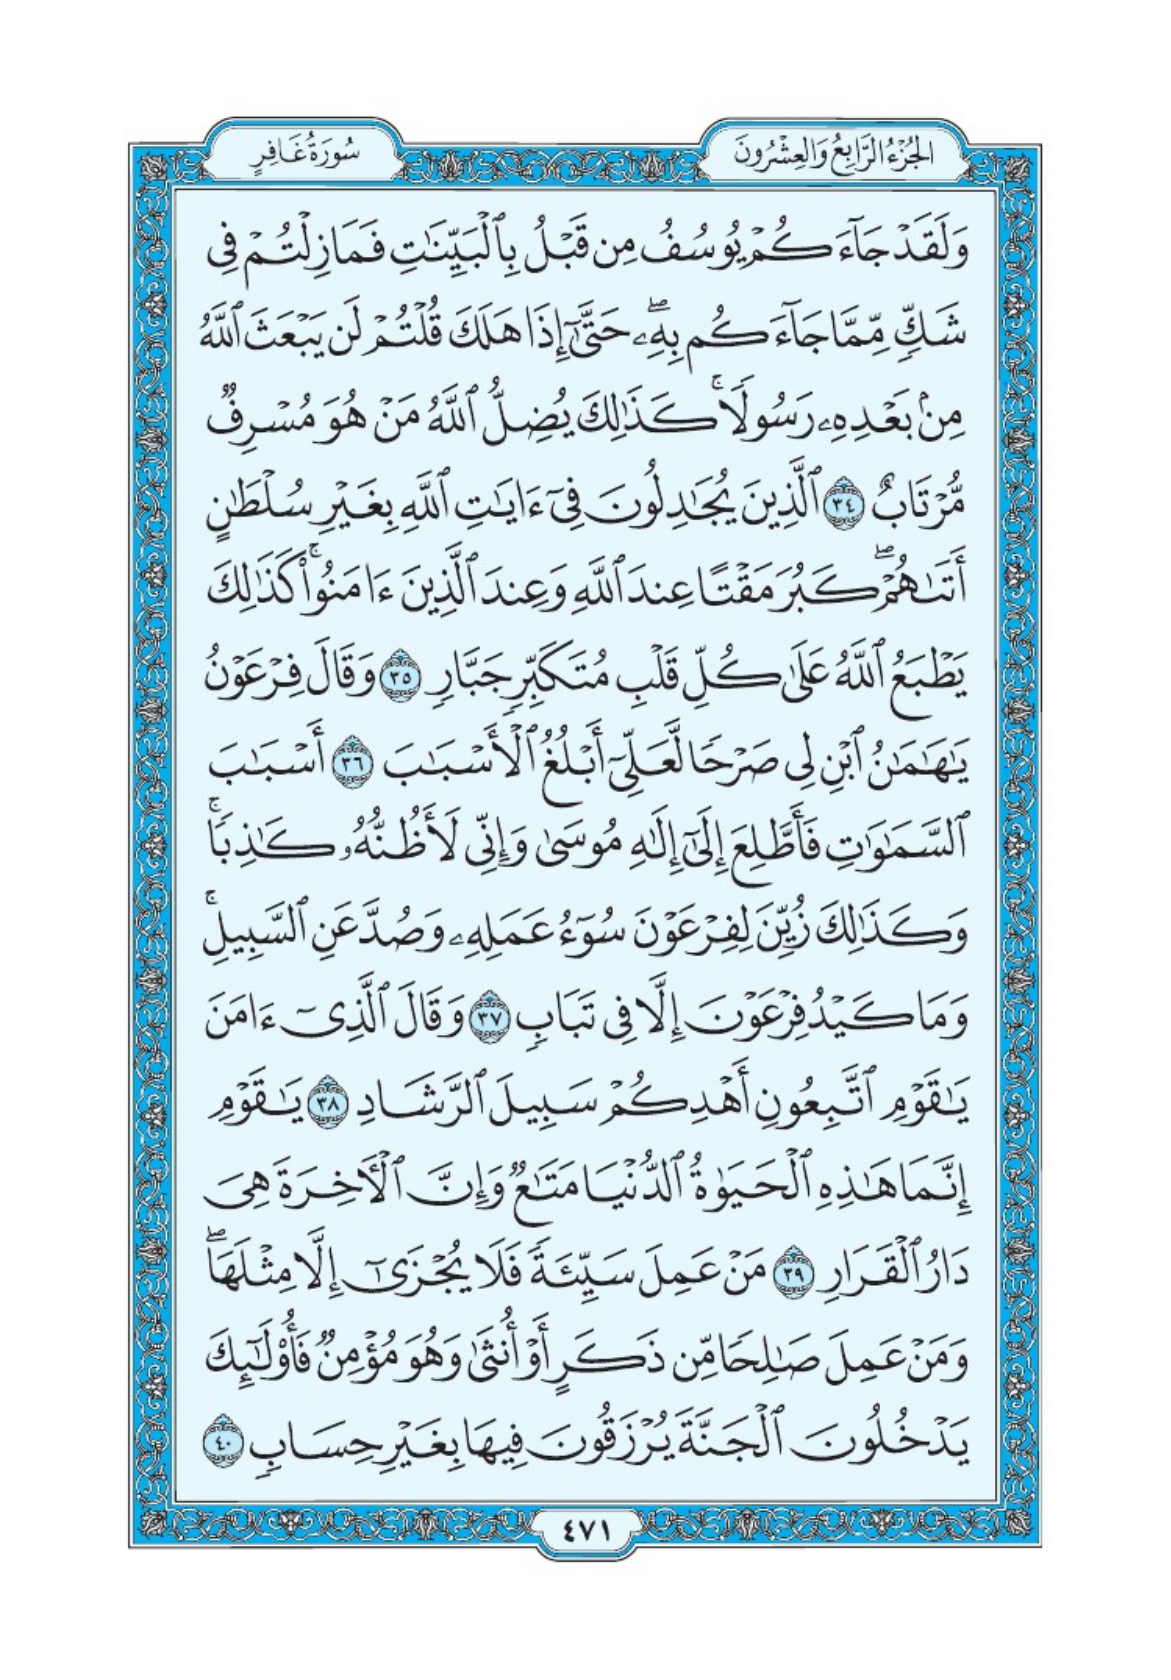 الجُزْءُ الرَّابِعُ وَالعِشْرُونَ
سُورَةُ غَافِرٍ
وَلَقَدْ جَآءَكُمْ يُوسُفُ مِن قَبْلُ بِٱلْبَيِّنَٰتِ فَمَا زِلْتُمْ فِى
شَكٍّ مِّمَّا جَآءَكُم بِهِۦۖ حَتَّىٰٓ إِذَا هَلَكَ قُلْتُمْ لَن يَبْعَثَ ٱللَّهُ
مِنۢ بَعْدِهِۦ رَسُولًاۚ كَذَٰلِكَ يُضِلُّ ٱللَّهُ مَنْ هُوَ مُسْرِفٌ
مُّرْتَابٌ ٣٤ ٱلَّذِينَ يُجَٰدِلُونَ فِىٓ ءَايَٰتِ ٱللَّهِ بِغَيْرِ سُلْطَٰنٍ
أَتَىٰهُمْۖ كَبُرَ مَقْتًا عِندَ ٱللَّهِ وَعِندَ ٱلَّذِينَ ءَامَنُوا۟ۚ كَذَٰلِكَ
يَطْبَعُ ٱللَّهُ عَلَىٰ كُلِّ قَلْبِ مُتَكَبِّرٍ جَبَّارٍ ٣٥ وَقَالَ فِرْعَوْنُ
يَٰهَٰمَٰنُ ٱبْنِ لِى صَرْحًا لَّعَلِّىٓ أَبْلُغُ ٱلْأَسْبَٰبَ ٣٦ أَسْبَٰبَ
ٱلسَّمَٰوَٰتِ فَأَطَّلِعَ إِلَىٰٓ إِلَٰهِ مُوسَىٰ وَإِنِّى لَأَظُنُّهُۥ كَٰذِبًاۚ
وَكَذَٰلِكَ زُيِّنَ لِفِرْعَوْنَ سُوٓءُ عَمَلِهِۦ وَصُدَّ عَنِ ٱلسَّبِيلِۚ
وَمَا كَيْدُ فِرْعَوْنَ إِلَّا فِى تَبَابٍ ٣٧ وَقَالَ ٱلَّذِىٓ ءَامَنَ
يَٰقَوْمِ ٱتَّبِعُونِ أَهْدِكُمْ سَبِيلَ ٱلرَّشَادِ ٣٨ يَٰقَوْمِ
إِنَّمَا هَٰذِهِ ٱلْحَيَوٰةُ ٱلدُّنْيَا مَتَٰعٌ وَإِنَّ ٱلْءَاخِرَةَ هِىَ
دَارُ ٱلْقَرَارِ ٣٩ مَنْ عَمِلَ سَيِّئَةً فَلَا يُجْزَىٰٓ إِلَّا مِثْلَهَاۖ
وَمَنْ عَمِلَ صَٰلِحًا مِّن ذَكَرٍ أَوْ أُنثَىٰ وَهُوَ مُؤْمِنٌ فَأُو۟لَٰٓئِكَ
يَدْخُلُونَ ٱلْجَنَّةَ يُرْزَقُونَ فِيهَا بِغَيْرِ حِسَابٍ ٤٠
٤٧١